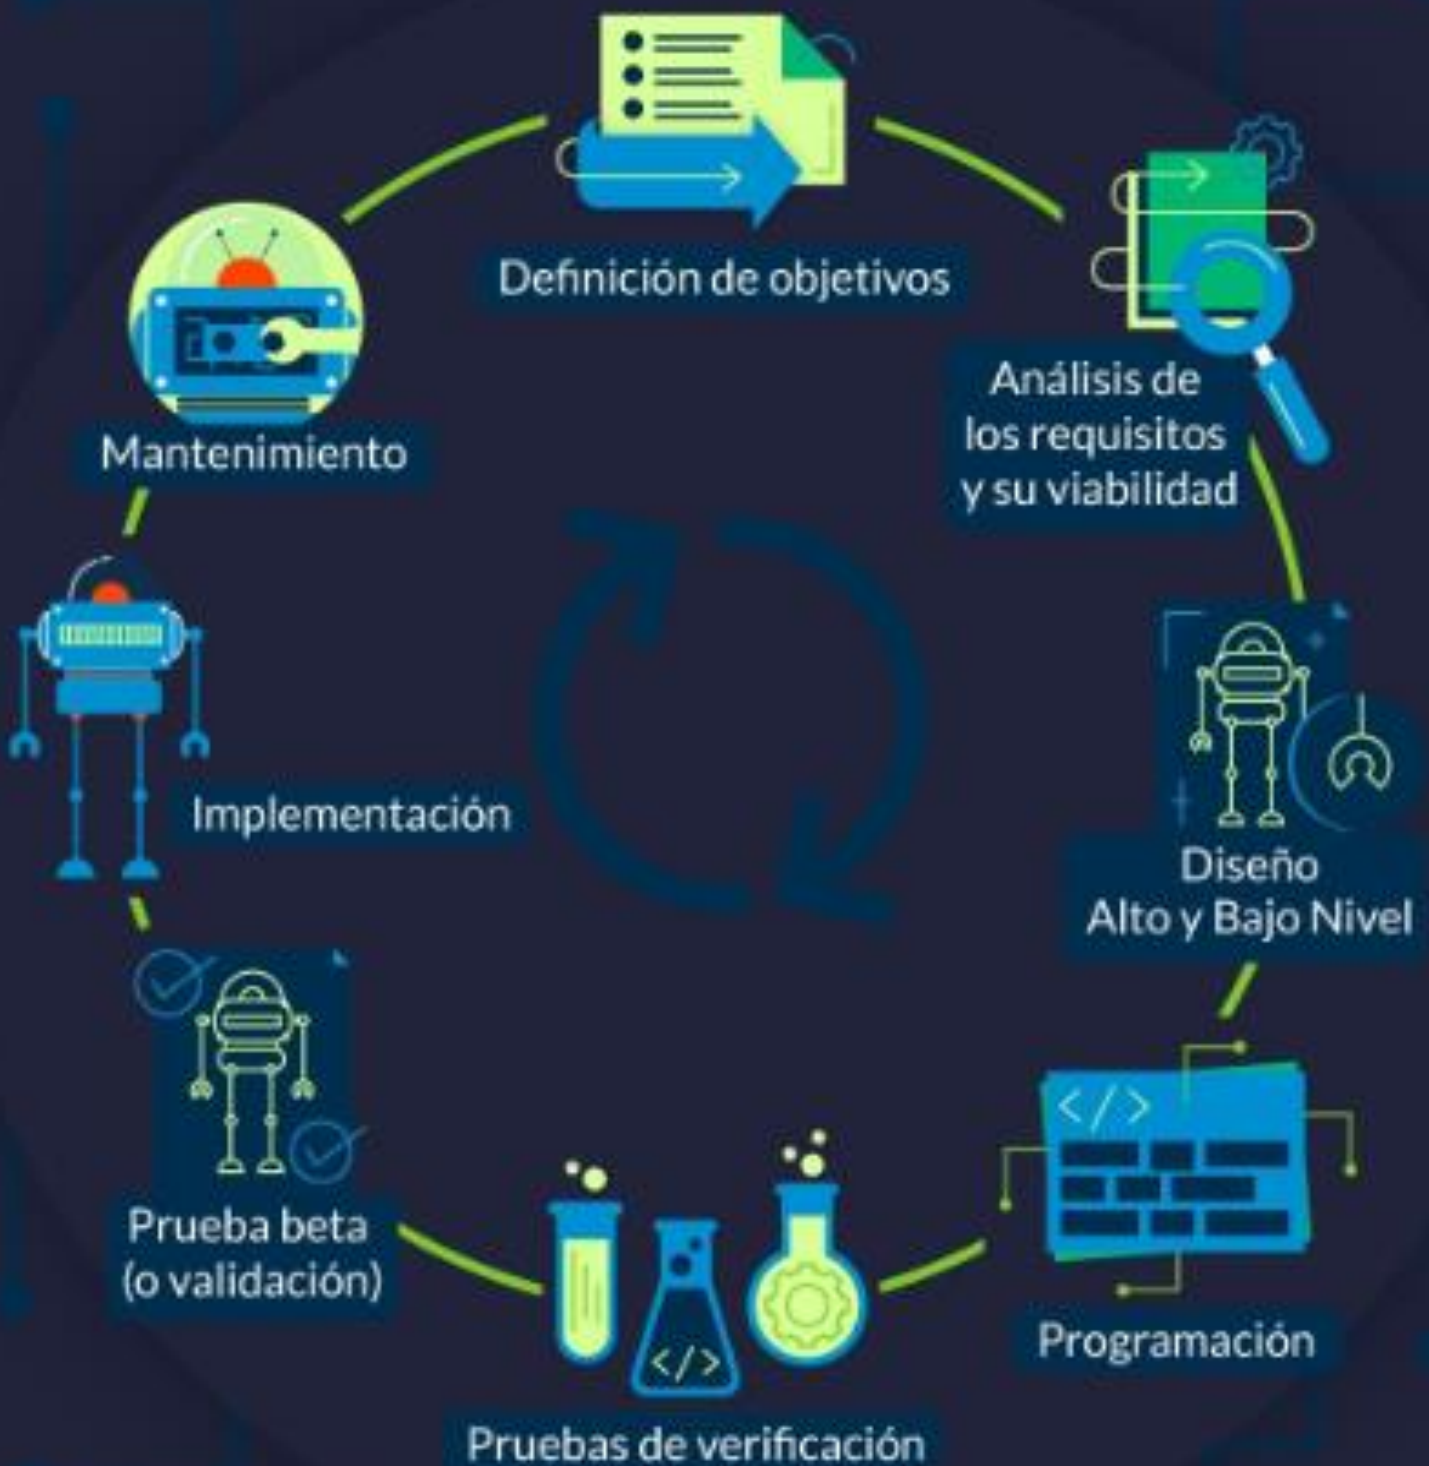 Definición de objetivos
Análisis de
los requisitos
y su viabilidad
Diseño
Alto y Bajo Nivel
</>
Programación
</>
Pruebas de verificación
Prueba beta
(o validación)
Implementación
Mantenimiento